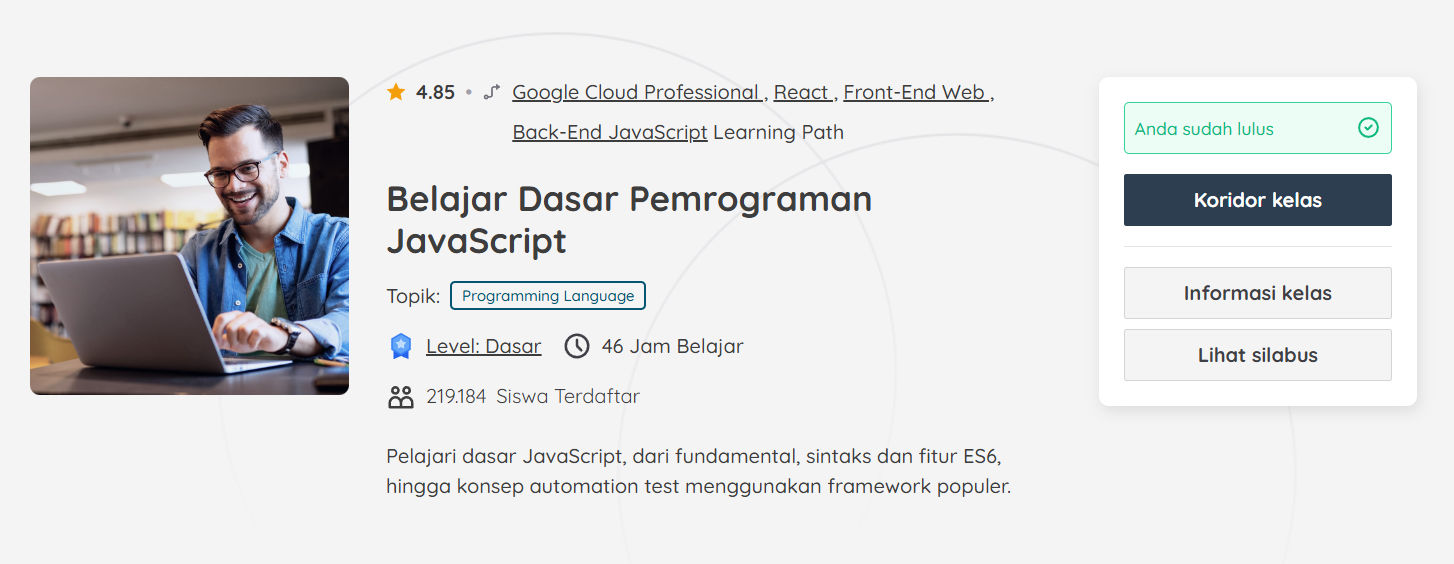 4.85 • Google Cloud Professional , React , Front-End Web ,
Back-End JavaScript Learning Path
Belajar Dasar Pemrograman
JavaScript
Topik: Programming Language
Level: Dasar 46 Jam Belajar
219.184 Siswa Terdaftar
Pelajari dasar JavaScript, dari fundamental, sintaks dan fitur ES6,
hingga konsep automation test menggunakan framework populer.
Anda sudah lulus
Koridor kelas
Informasi kelas
Lihat silabus